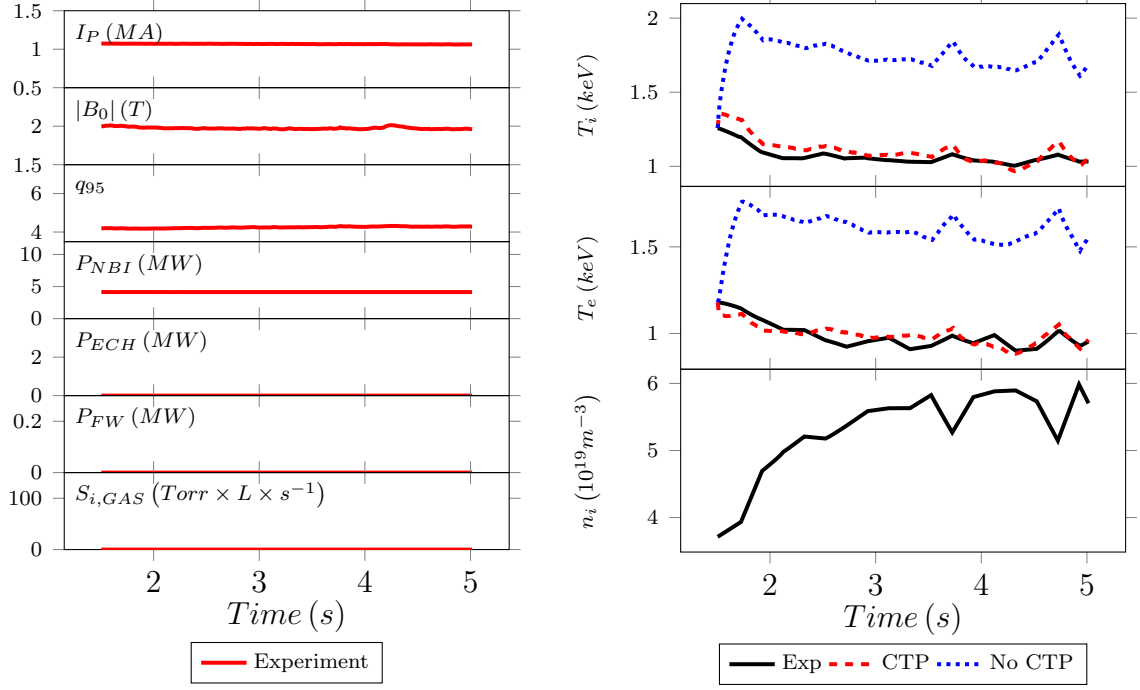 1.5
I_P (MA)
1
0.5
|B_0| (T)
2
1.5
q_95
6
4
P_NBI (MW)
10
5
0
P_ECH (MW)
2
0
P_FW (MW)
0.2
0
S_i,GAS (Torr × L × s^−1)
100
0
2 3 4 5
Time (s)
Experiment
2
T_i (keV)
1.5
1
T_e (keV)
1.5
1
n_i (10^19 m^−3)
6
5
4
2 3 4 5
Time (s)
Exp CTP No CTP